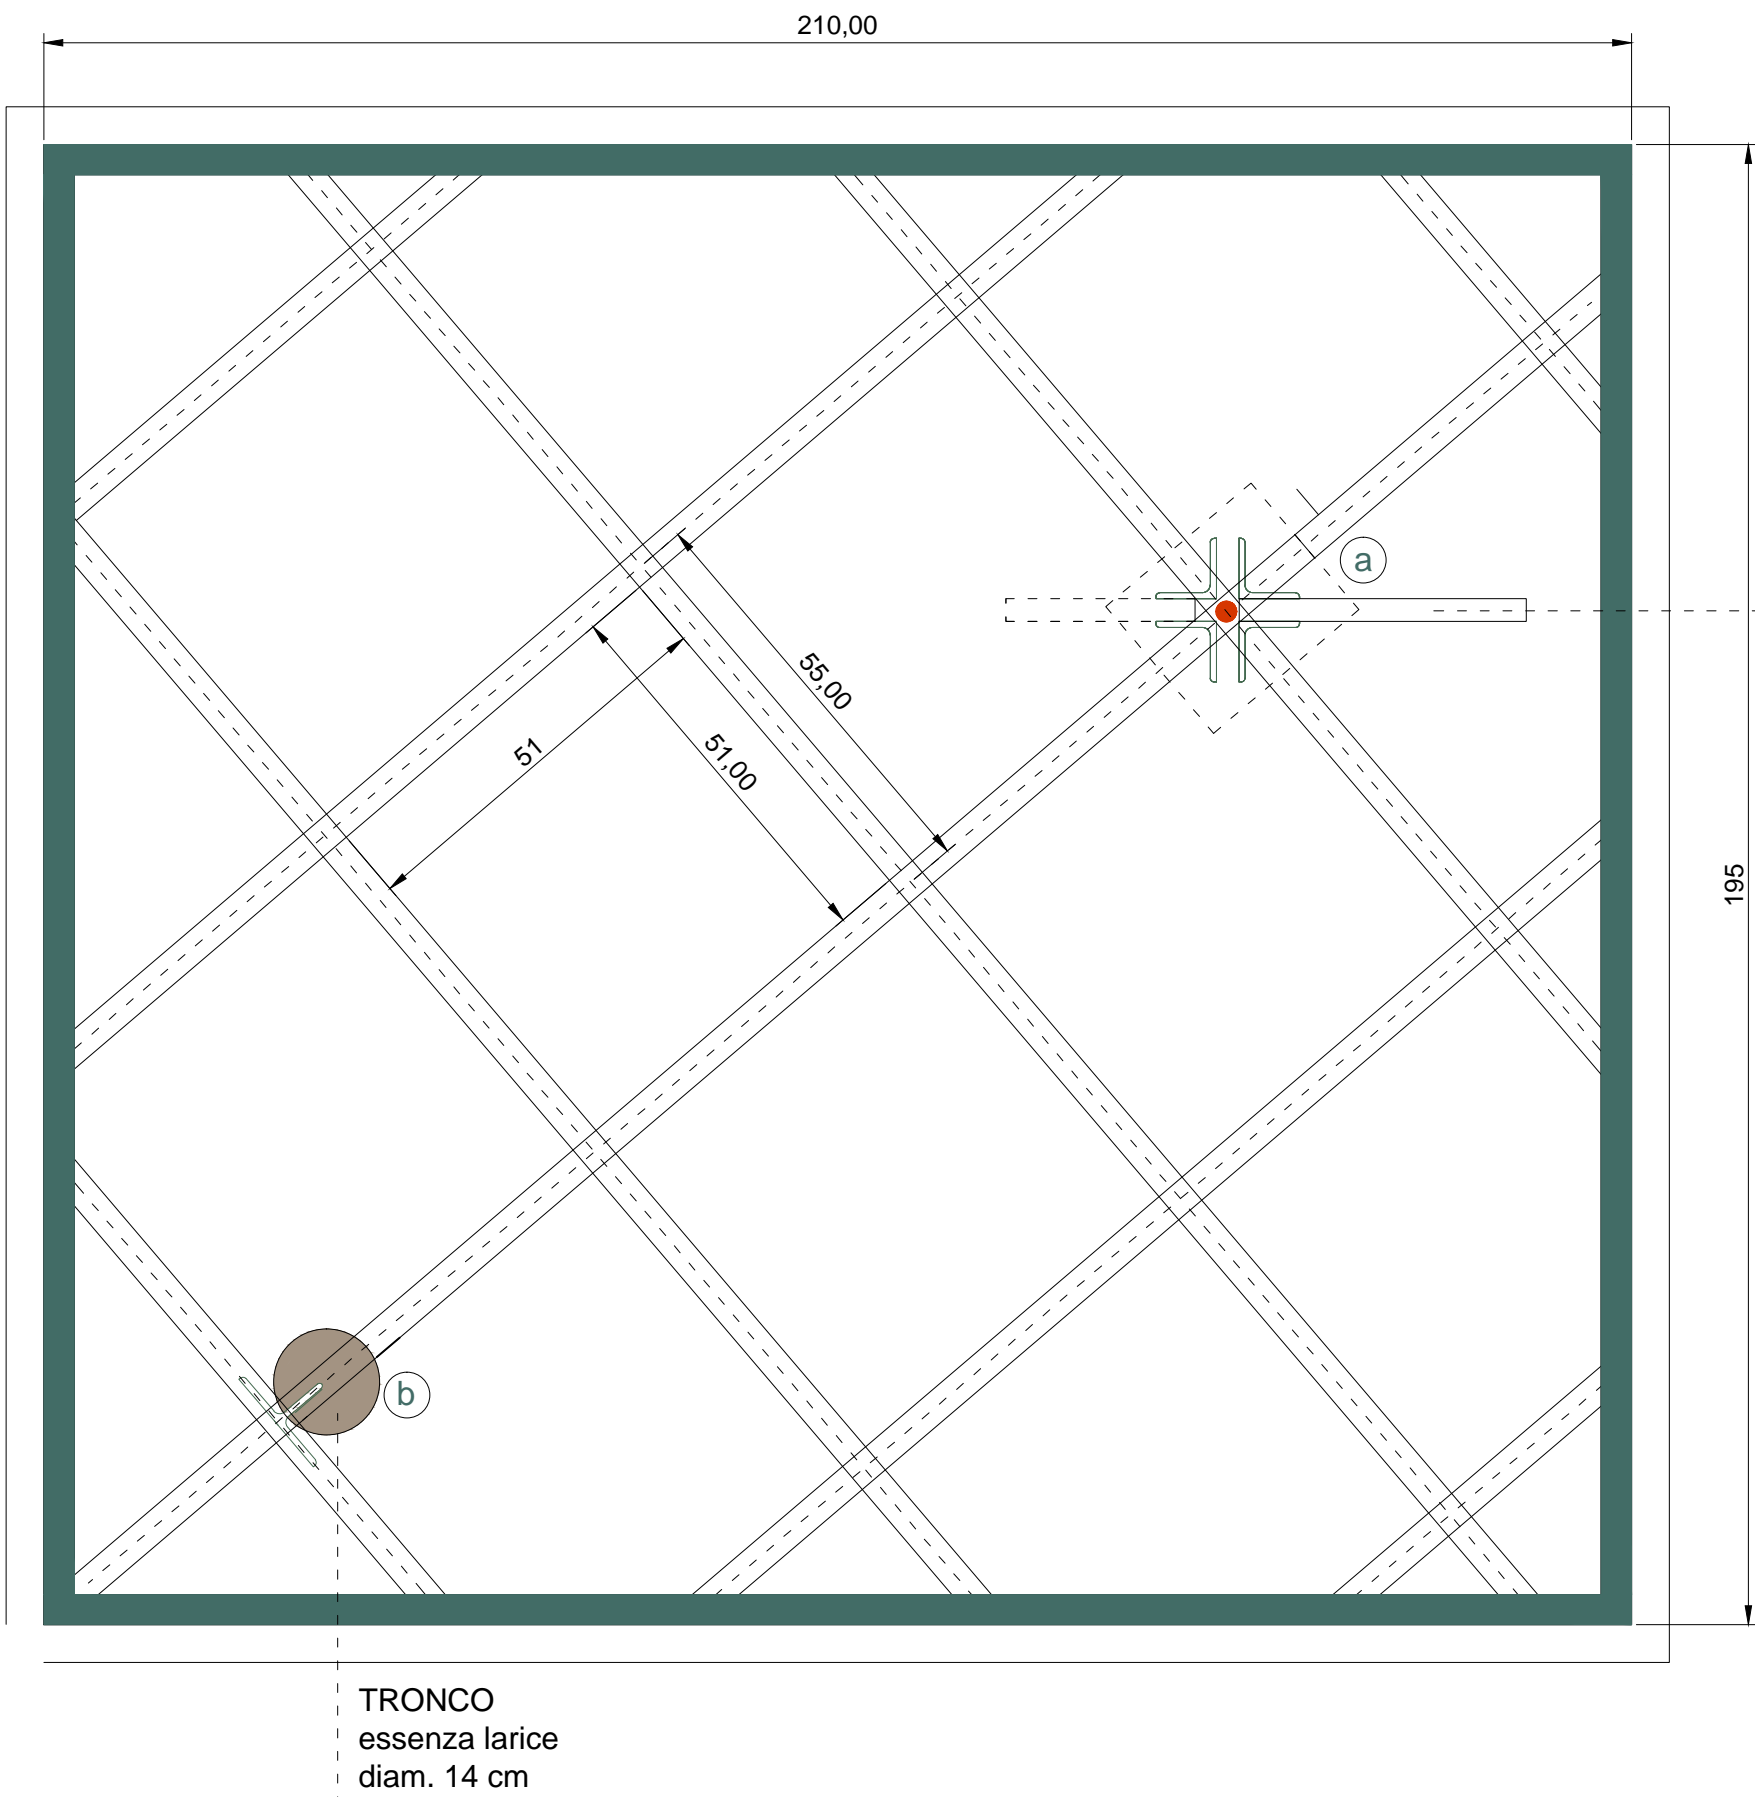 210,00
a
55,00
51
51,00
195
b
TRONCO
essenza larice
diam. 14 cm